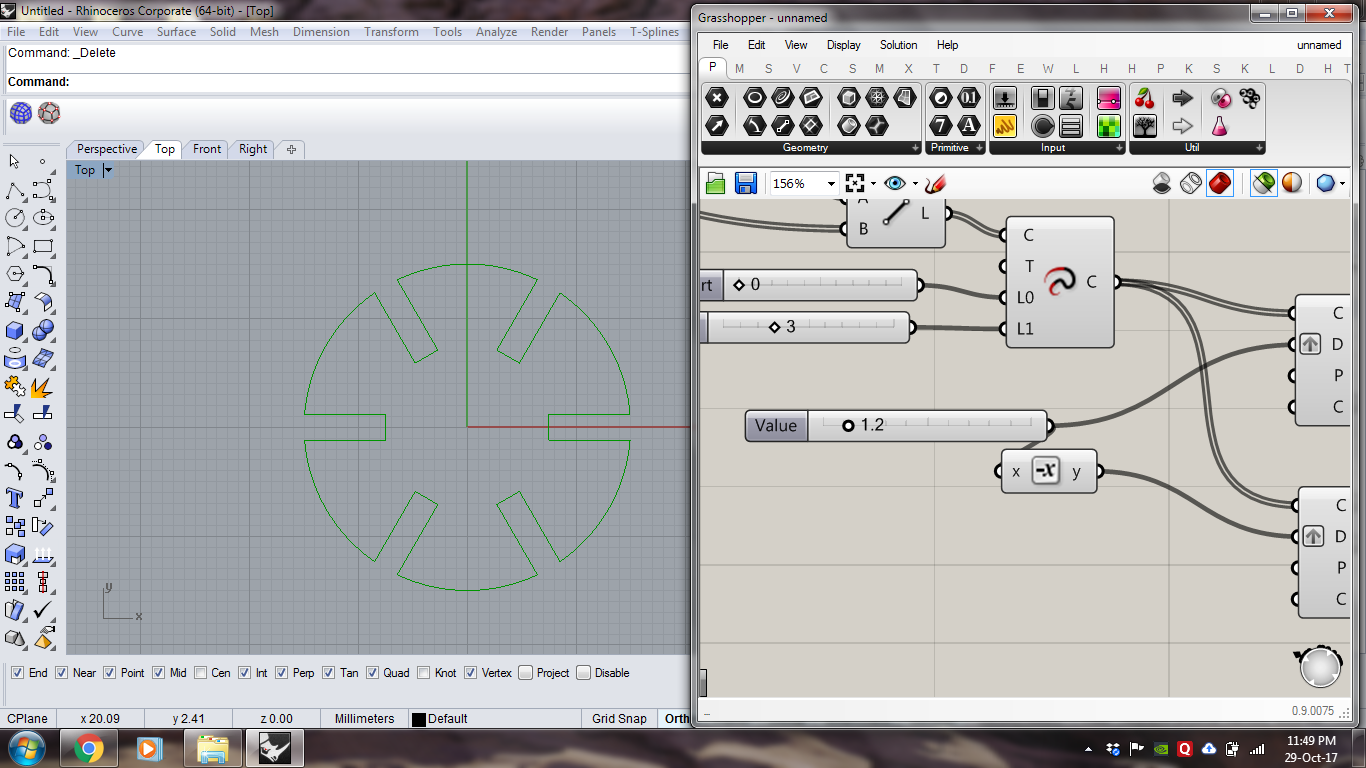 Untitled - Rhinoceros Corporate (64-bit) - [Top]
File Edit View Curve Surface Solid Mesh Dimension Transform Tools Analyze Render Panels T-Splines
Command: _Delete
Command:
Perspective Top Front Right
Top
y
x
End Near Point Mid Cen Int Perp Tan Quad Knot Vertex Project Disable
CPlane x 20.09 y 2.41 z 0.00 Millimeters Default Grid Snap Orth
Grasshopper - unnamed
File Edit View Display Solution Help unnamed
P M S V C S M X T D F E W L H H P K S K L D H T
0.1
7 A
Geometry Primitive Input Util
156%
A
B L
C
T
L0
L1
C
rt 0
3
Value 1.2
x -x y
C
D
P
C
C
D
P
C
0.9.0075
11:49 PM
29-Oct-17